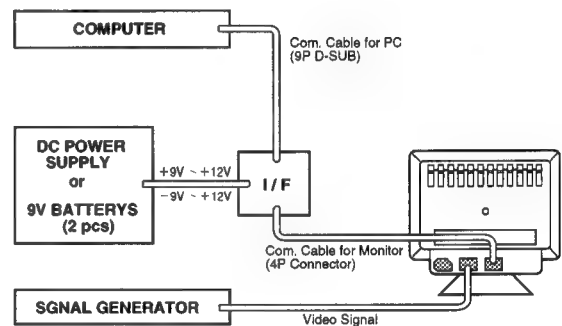 COMPUTER
Com. Cable for PC
(9P D-SUB)
DC POWER
SUPPLY
or
9V BATTERYS
(2 pcs)
+9V ~ +12V
−9V ~ +12V
I / F
Com. Cable for Monitor
(4P Connector)
SGNAL GENERATOR
Video Signal